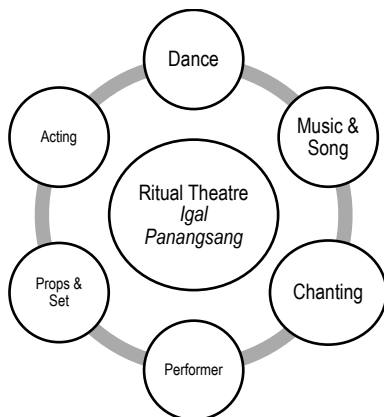 Dance
Music &
Song
Chanting
Performer
Props &
Set
Acting
Ritual Theatre
Igal
Panangsang